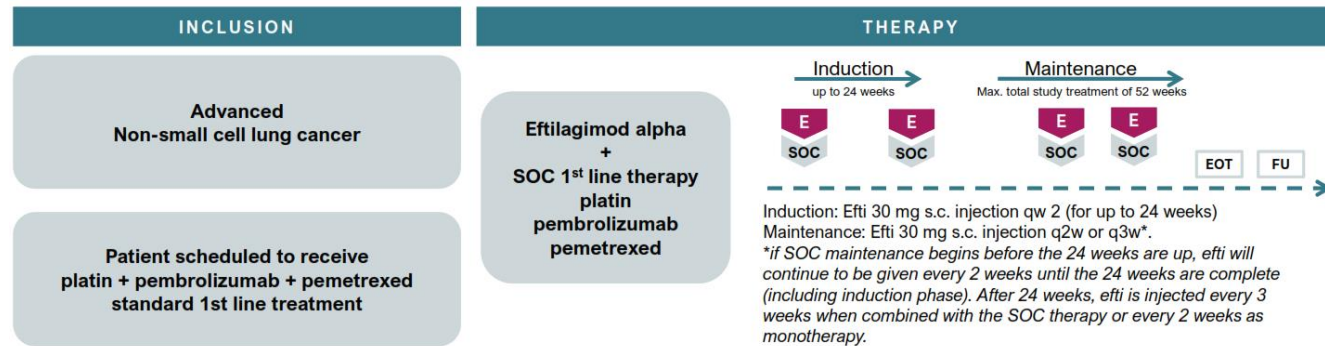 INCLUSION
Advanced
Non-small cell lung cancer
Patient scheduled to receive
platin + pembrolizumab + pemetrexed
standard 1st line treatment
THERAPY
Eftilagimod alpha
+
SOC 1st line therapy
platin
pembrolizumab
pemetrexed
Induction
up to 24 weeks
Maintenance
Max. total study treatment of 52 weeks
E E E E
SOC SOC SOC SOC
EOT FU
Induction: Efti 30 mg s.c. injection qw 2 (for up to 24 weeks)
Maintenance: Efti 30 mg s.c. injection q2w or q3w*.
*if SOC maintenance begins before the 24 weeks are up, efti will
continue to be given every 2 weeks until the 24 weeks are complete
(including induction phase). After 24 weeks, efti is injected every 3
weeks when combined with the SOC therapy or every 2 weeks as
monotherapy.